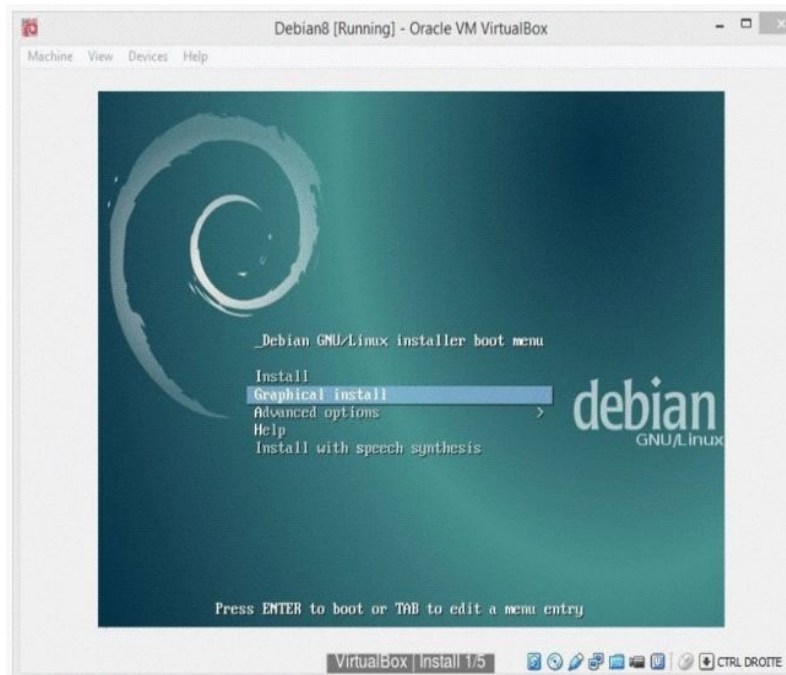 Debian8 [Running] - Oracle VM VirtualBox
Machine View Devices Help
_Debian GNU/Linux installer boot menu
Install
Graphical install
Advanced options >
Help
Install with speech synthesis
debian
GNU/Linux
Press ENTER to boot or TAB to edit a menu entry
VirtualBox | Install 1/5
CTRL DROITE